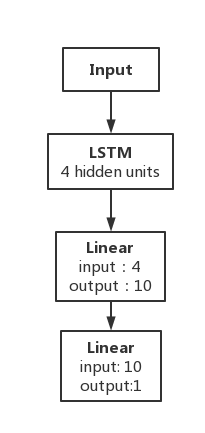 Input
LSTM
4 hidden units
Linear
input : 4
output : 10
Linear
input: 10
output:1